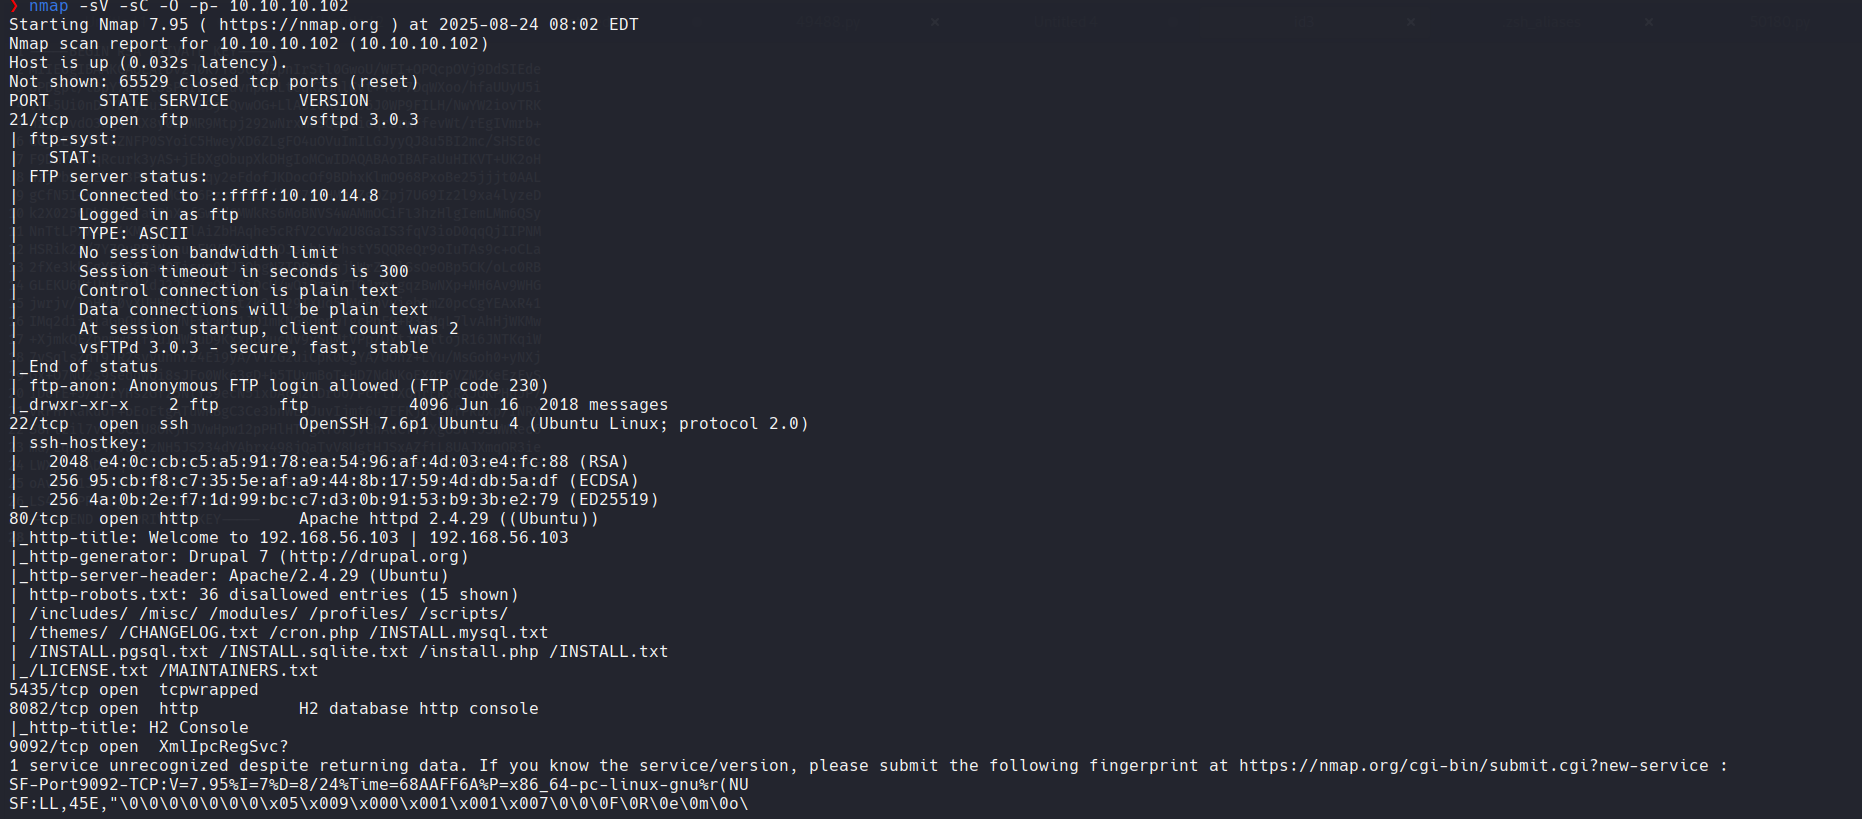 ❯ nmap -sV -sC -O -p- 10.10.10.102
Starting Nmap 7.95 ( https://nmap.org ) at 2025-08-24 08:02 EDT
Nmap scan report for 10.10.10.102 (10.10.10.102)
Host is up (0.032s latency).
Not shown: 65529 closed tcp ports (reset)
PORT     STATE SERVICE       VERSION
21/tcp   open  ftp           vsftpd 3.0.3
| ftp-syst:
|   STAT:
| FTP server status:
|      Connected to ::ffff:10.10.14.8
|      Logged in as ftp
|      TYPE: ASCII
|      No session bandwidth limit
|      Session timeout in seconds is 300
|      Control connection is plain text
|      Data connections will be plain text
|      At session startup, client count was 2
|      vsFTPd 3.0.3 - secure, fast, stable
|_End of status
| ftp-anon: Anonymous FTP login allowed (FTP code 230)
|_drwxr-xr-x    2 ftp      ftp          4096 Jun 16  2018 messages
22/tcp   open  ssh           OpenSSH 7.6p1 Ubuntu 4 (Ubuntu Linux; protocol 2.0)
| ssh-hostkey:
|   2048 e4:0c:cb:c5:a5:91:78:ea:54:96:af:4d:03:e4:fc:88 (RSA)
|   256 95:cb:f8:c7:35:5e:af:a9:44:8b:17:59:4d:db:5a:df (ECDSA)
|_  256 4a:0b:2e:f7:1d:99:bc:c7:d3:0b:91:53:b9:3b:e2:79 (ED25519)
80/tcp   open  http          Apache httpd 2.4.29 ((Ubuntu))
|_http-title: Welcome to 192.168.56.103 | 192.168.56.103
|_http-generator: Drupal 7 (http://drupal.org)
|_http-server-header: Apache/2.4.29 (Ubuntu)
| http-robots.txt: 36 disallowed entries (15 shown)
| /includes/ /misc/ /modules/ /profiles/ /scripts/
| /themes/ /CHANGELOG.txt /cron.php /INSTALL.mysql.txt
| /INSTALL.pgsql.txt /INSTALL.sqlite.txt /install.php /INSTALL.txt
|_/LICENSE.txt /MAINTAINERS.txt
5435/tcp open  tcpwrapped
8082/tcp open  http          H2 database http console
|_http-title: H2 Console
9092/tcp open  XmlIpcRegSvc?
1 service unrecognized despite returning data. If you know the service/version, please submit the following fingerprint at https://nmap.org/cgi-bin/submit.cgi?new-service :
SF-Port9092-TCP:V=7.95%I=7%D=8/24%Time=68AAFF6A%P=x86_64-pc-linux-gnu%r(NU
SF:LL,45E,"\0\0\0\0\0\0\0\x05\x009\x000\x001\x001\x007\0\0\0F\0R\0e\0m\0o\